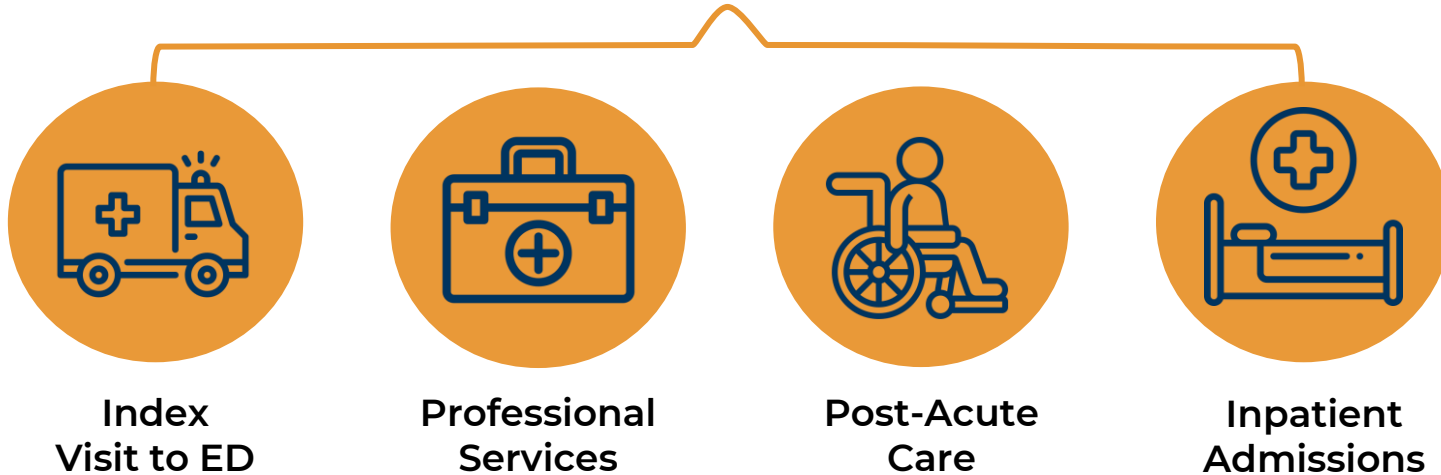 Index
Visit to ED
Professional
Services
Post-Acute
Care
Inpatient
Admissions